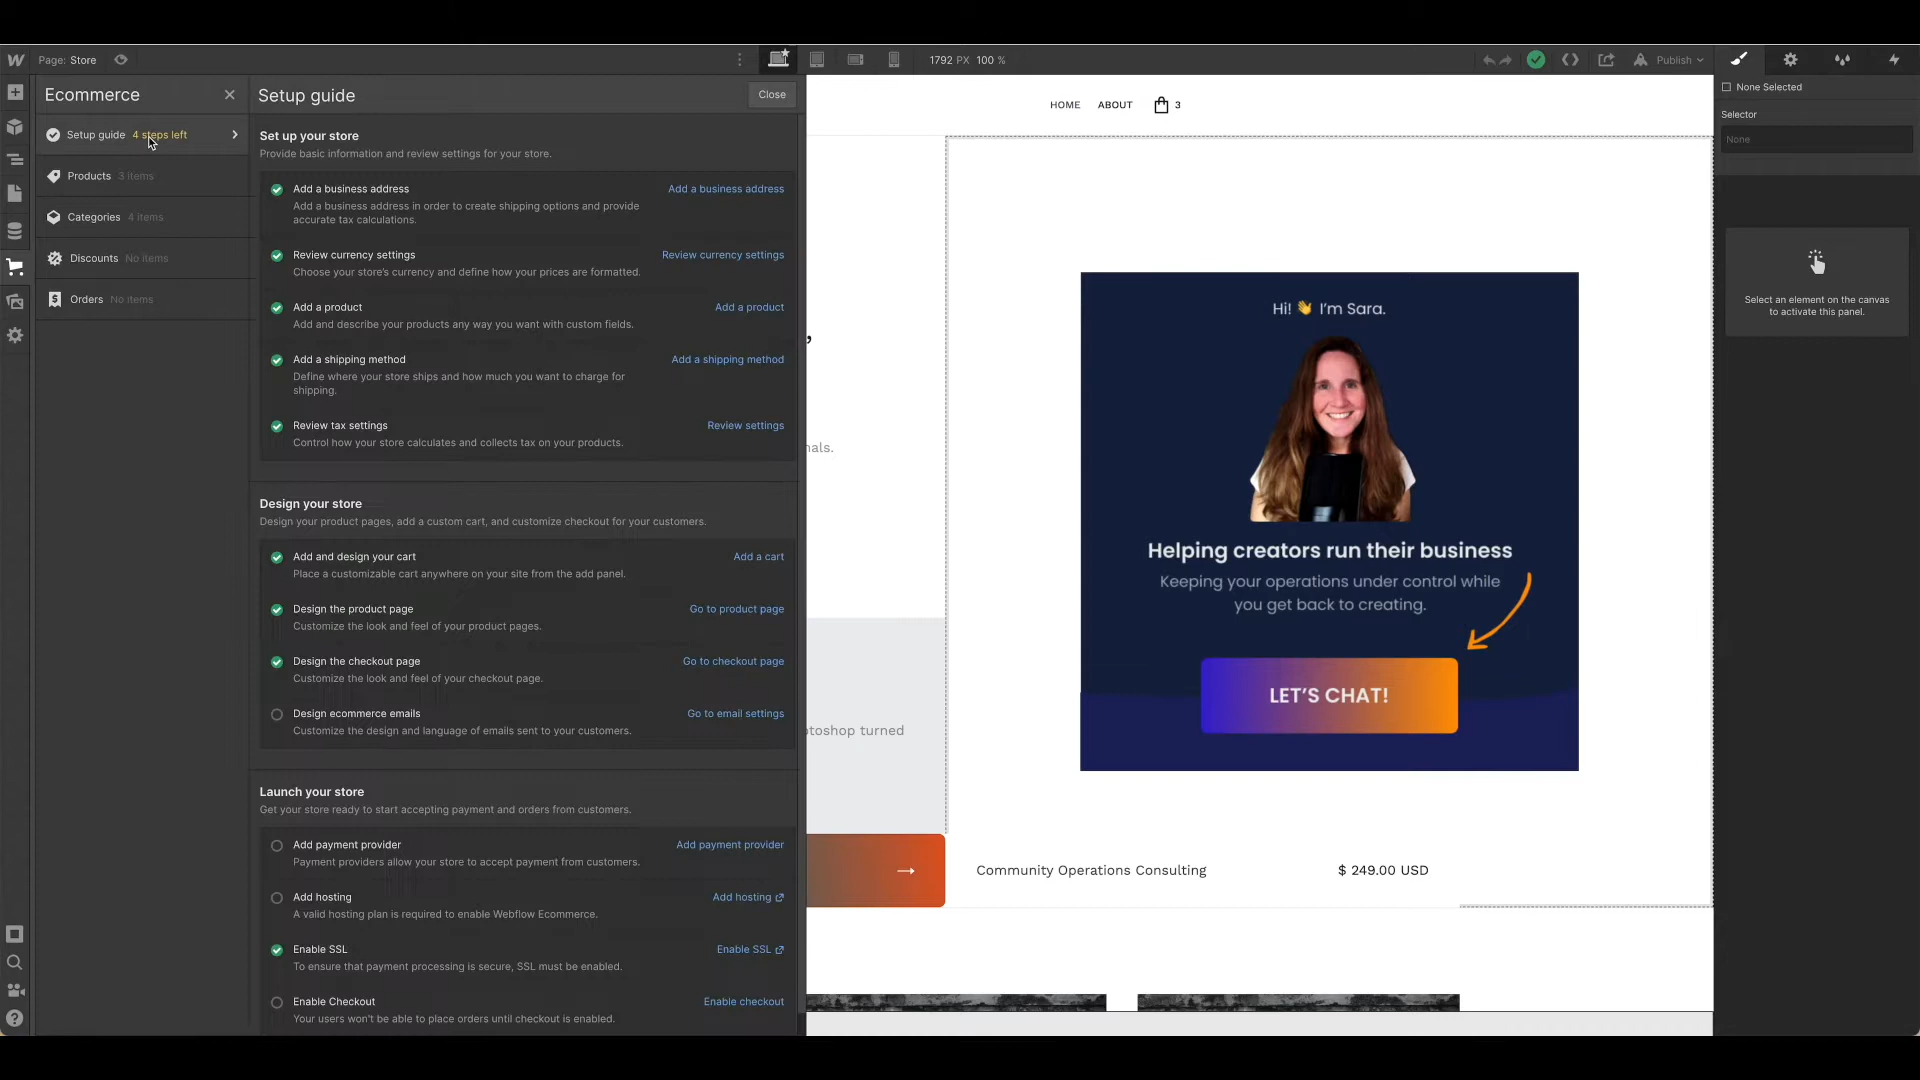 Page: Store
1792 PX 100 %
Publish
Ecommerce
Setup guide 4 steps left
Products 3 items
Categories 4 items
Discounts No items
Orders No items
Setup guide
Close
Set up your store
Provide basic information and review settings for your store.
Add a business address
Add a business address
Add a business address in order to create shipping options and provide
accurate tax calculations.
Review currency settings
Review currency settings
Choose your store's currency and define how your prices are formatted.
Add a product
Add a product
Add and describe your products any way you want with custom fields.
Add a shipping method
Add a shipping method
Define where your store ships and how much you want to charge for
shipping.
Review tax settings
Review settings
Control how your store calculates and collects tax on your products.
Design your store
Design your product pages, add a custom cart, and customize checkout for your customers.
Add and design your cart
Add a cart
Place a customizable cart anywhere on your site from the add panel.
Design the product page
Go to product page
Customize the look and feel of your product pages.
Design the checkout page
Go to checkout page
Customize the look and feel of your checkout page.
Design ecommerce emails
Go to email settings
Customize the design and language of emails sent to your customers.
Launch your store
Get your store ready to start accepting payment and orders from customers.
Add payment provider
Add payment provider
Payment providers allow your store to accept payment from customers.
Add hosting
Add hosting
A valid hosting plan is required to enable Webflow Ecommerce.
Enable SSL
Enable SSL
To ensure that payment processing is secure, SSL must be enabled.
Enable Checkout
Enable checkout
Your users won't be able to place orders until checkout is enabled.
HOME ABOUT 3
,
nals.
otoshop turned
→
Hi! 👋 I'm Sara.
Helping creators run their business
Keeping your operations under control while
you get back to creating.
LET'S CHAT!
Community Operations Consulting
$ 249.00 USD
None Selected
Selector
None
Select an element on the canvas
to activate this panel.